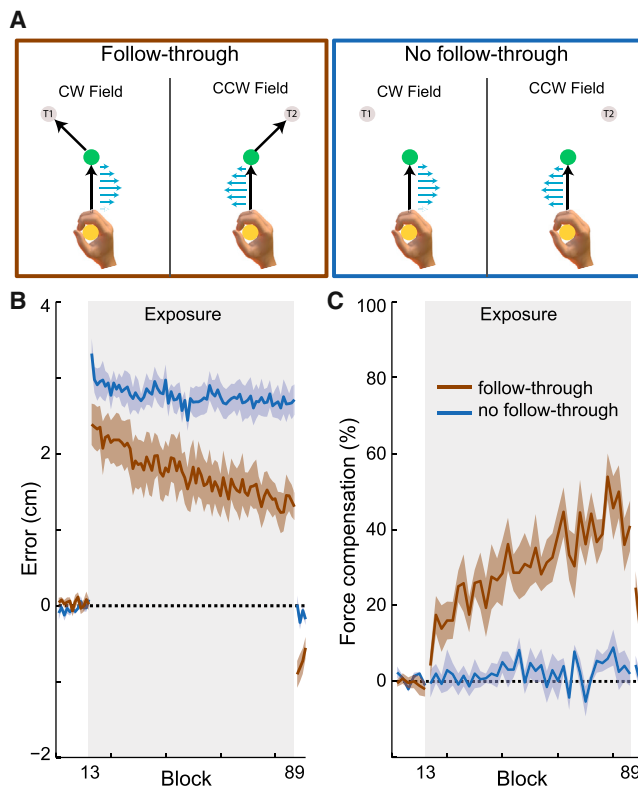 A
Follow-through
No follow-through
CW Field
CCW Field
CW Field
CCW Field
T1
T2
T1
T2
B
Exposure
Error (cm)
4
2
0
−2
13
89
Block
C
Exposure
follow-through
no follow-through
Force compensation (%)
100
80
60
40
20
0
13
89
Block